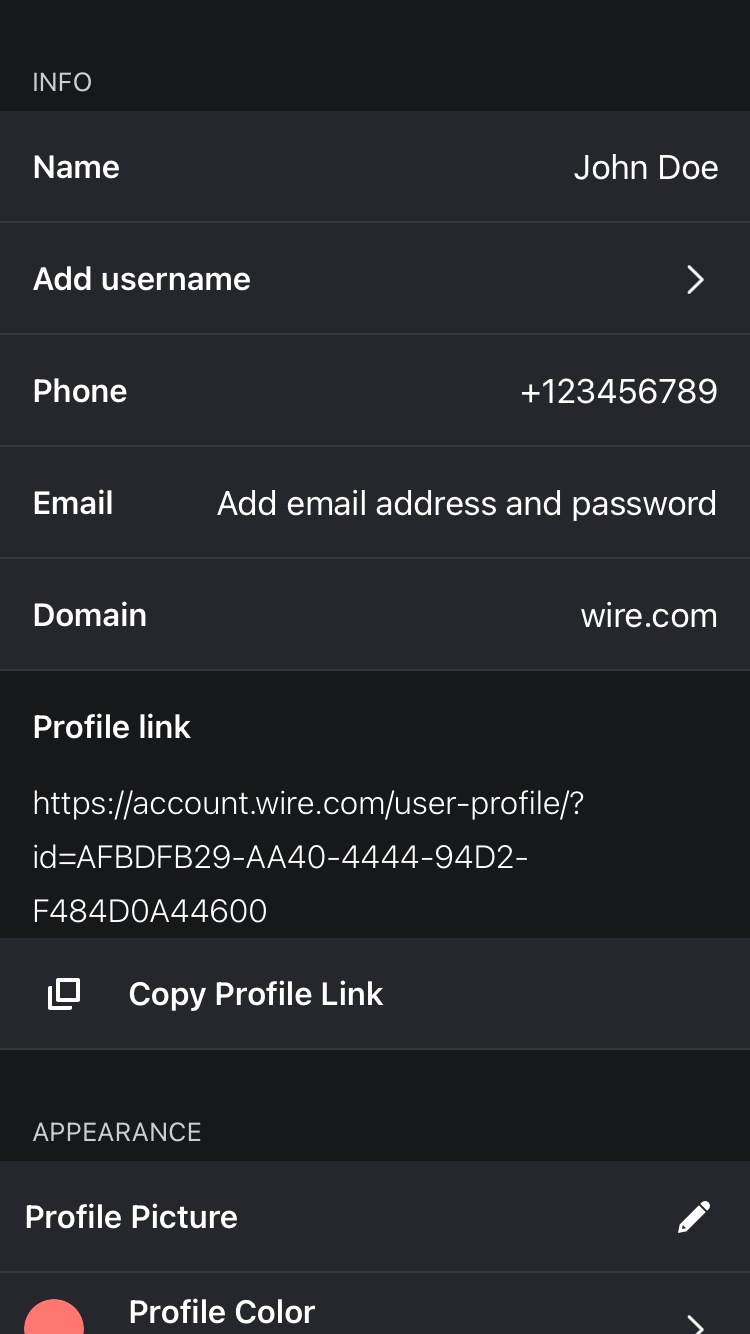 INFO
Name John Doe
Add username
Phone +123456789
Email Add email address and password
Domain wire.com
Profile link
https://account.wire.com/user-profile/?
id=AFBDFB29-AA40-4444-94D2-
F484D0A44600
Copy Profile Link
APPEARANCE
Profile Picture
Profile Color